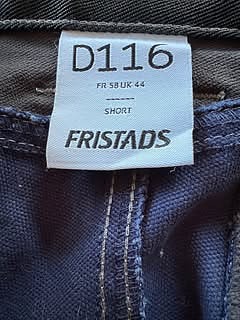 D116
FR 58 UK 44
SHORT
FRISTADS